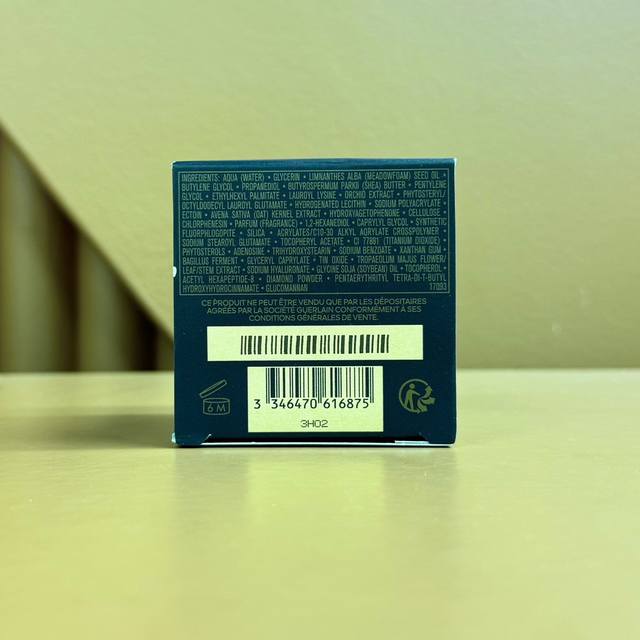 INGREDIENTS: AQUA (WATER) • GLYCERIN • LIMNANTHES ALBA (MEADOWFOAM) SEED OIL •
BUTYLENE GLYCOL • PROPANEDIOL • BUTYROSPERMUM PARKII (SHEA) BUTTER • PENTYLENE
GLYCOL • ETHYLHEXYL PALMITATE • LAUROYL LYSINE • ORCHID EXTRACT • PHYTOSTERYL/
OCTYLDODECYL LAUROYL GLUTAMATE • HYDROGENATED LECITHIN • SODIUM POLYACRYLATE
• ECTOIN • AVENA SATIVA (OAT) KERNEL EXTRACT • HYDROXYACETOPHENONE • CELLULOSE
• CHLORPHENESIN • PARFUM (FRAGRANCE) • 1,2-HEXANEDIOL • CAPRYLYL GLYCOL • SYNTHETIC
FLUORPHLOGOPITE • SILICA • ACRYLATES/C10-30 ALKYL ACRYLATE CROSSPOLYMER
• SODIUM STEAROYL GLUTAMATE • TOCOPHERYL ACETATE • CI 77891 (TITANIUM DIOXIDE)
• PHYTOSTEROLS • ADENOSINE • TRIHYDROXYSTEARIN • SODIUM BENZOATE • XANTHAN GUM •
BACILLUS FERMENT • GLYCERYL CAPRYLATE • TIN OXIDE • TROPAEOLUM MAJUS FLOWER/
LEAF/STEM EXTRACT • SODIUM HYALURONATE • GLYCINE SOJA (SOYBEAN) OIL • TOCOPHEROL •
ACETYL HEXAPEPTIDE-8 • DIAMOND POWDER • PENTAERYTHRITYL TETRA-DI-T-BUTYL
HYDROXYHYDROCINNAMATE • GLUCOMANNAN 17093
CE PRODUIT NE PEUT ÊTRE VENDU QUE PAR LES DÉPOSITAIRES
AGRÉÉS PAR LA SOCIÉTÉ GUERLAIN CONFORMÉMENT À SES
CONDITIONS GÉNÉRALES DE VENTE.
6 M
3 346470 616875
3H02